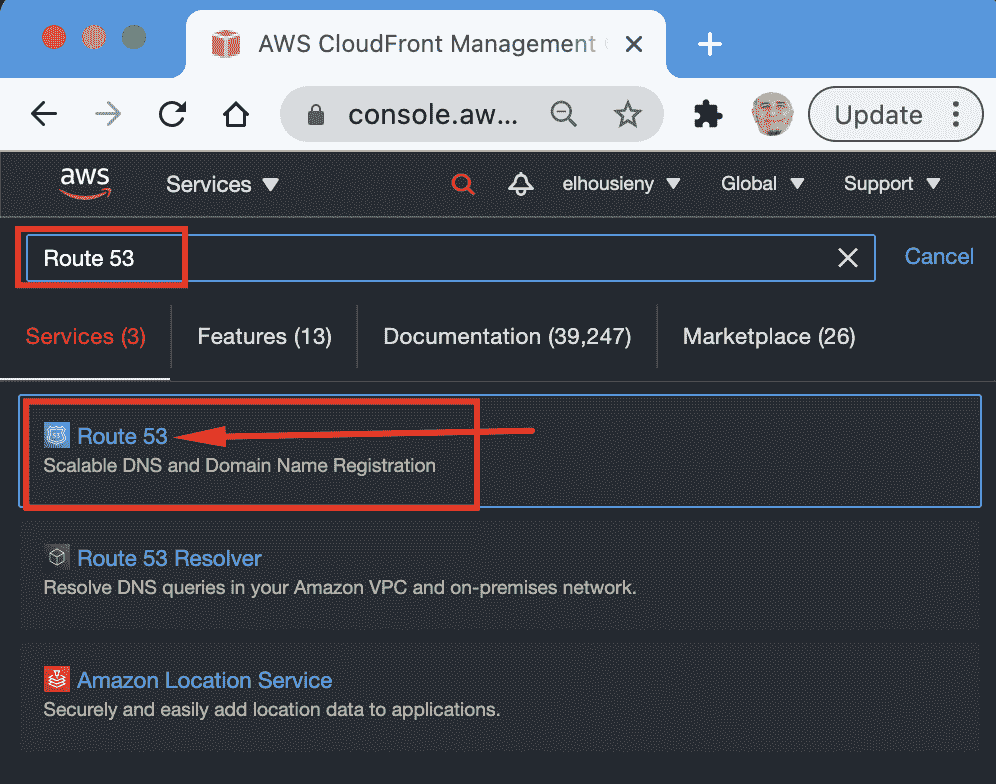 AWS CloudFront Management
console.aw...
Update
aws
Services
elhousieny
Global
Support
Route 53
Cancel
Services (3)
Features (13)
Documentation (39,247)
Marketplace (26)
Route 53
Scalable DNS and Domain Name Registration
Route 53 Resolver
Resolve DNS queries in your Amazon VPC and on-premises network.
Amazon Location Service
Securely and easily add location data to applications.